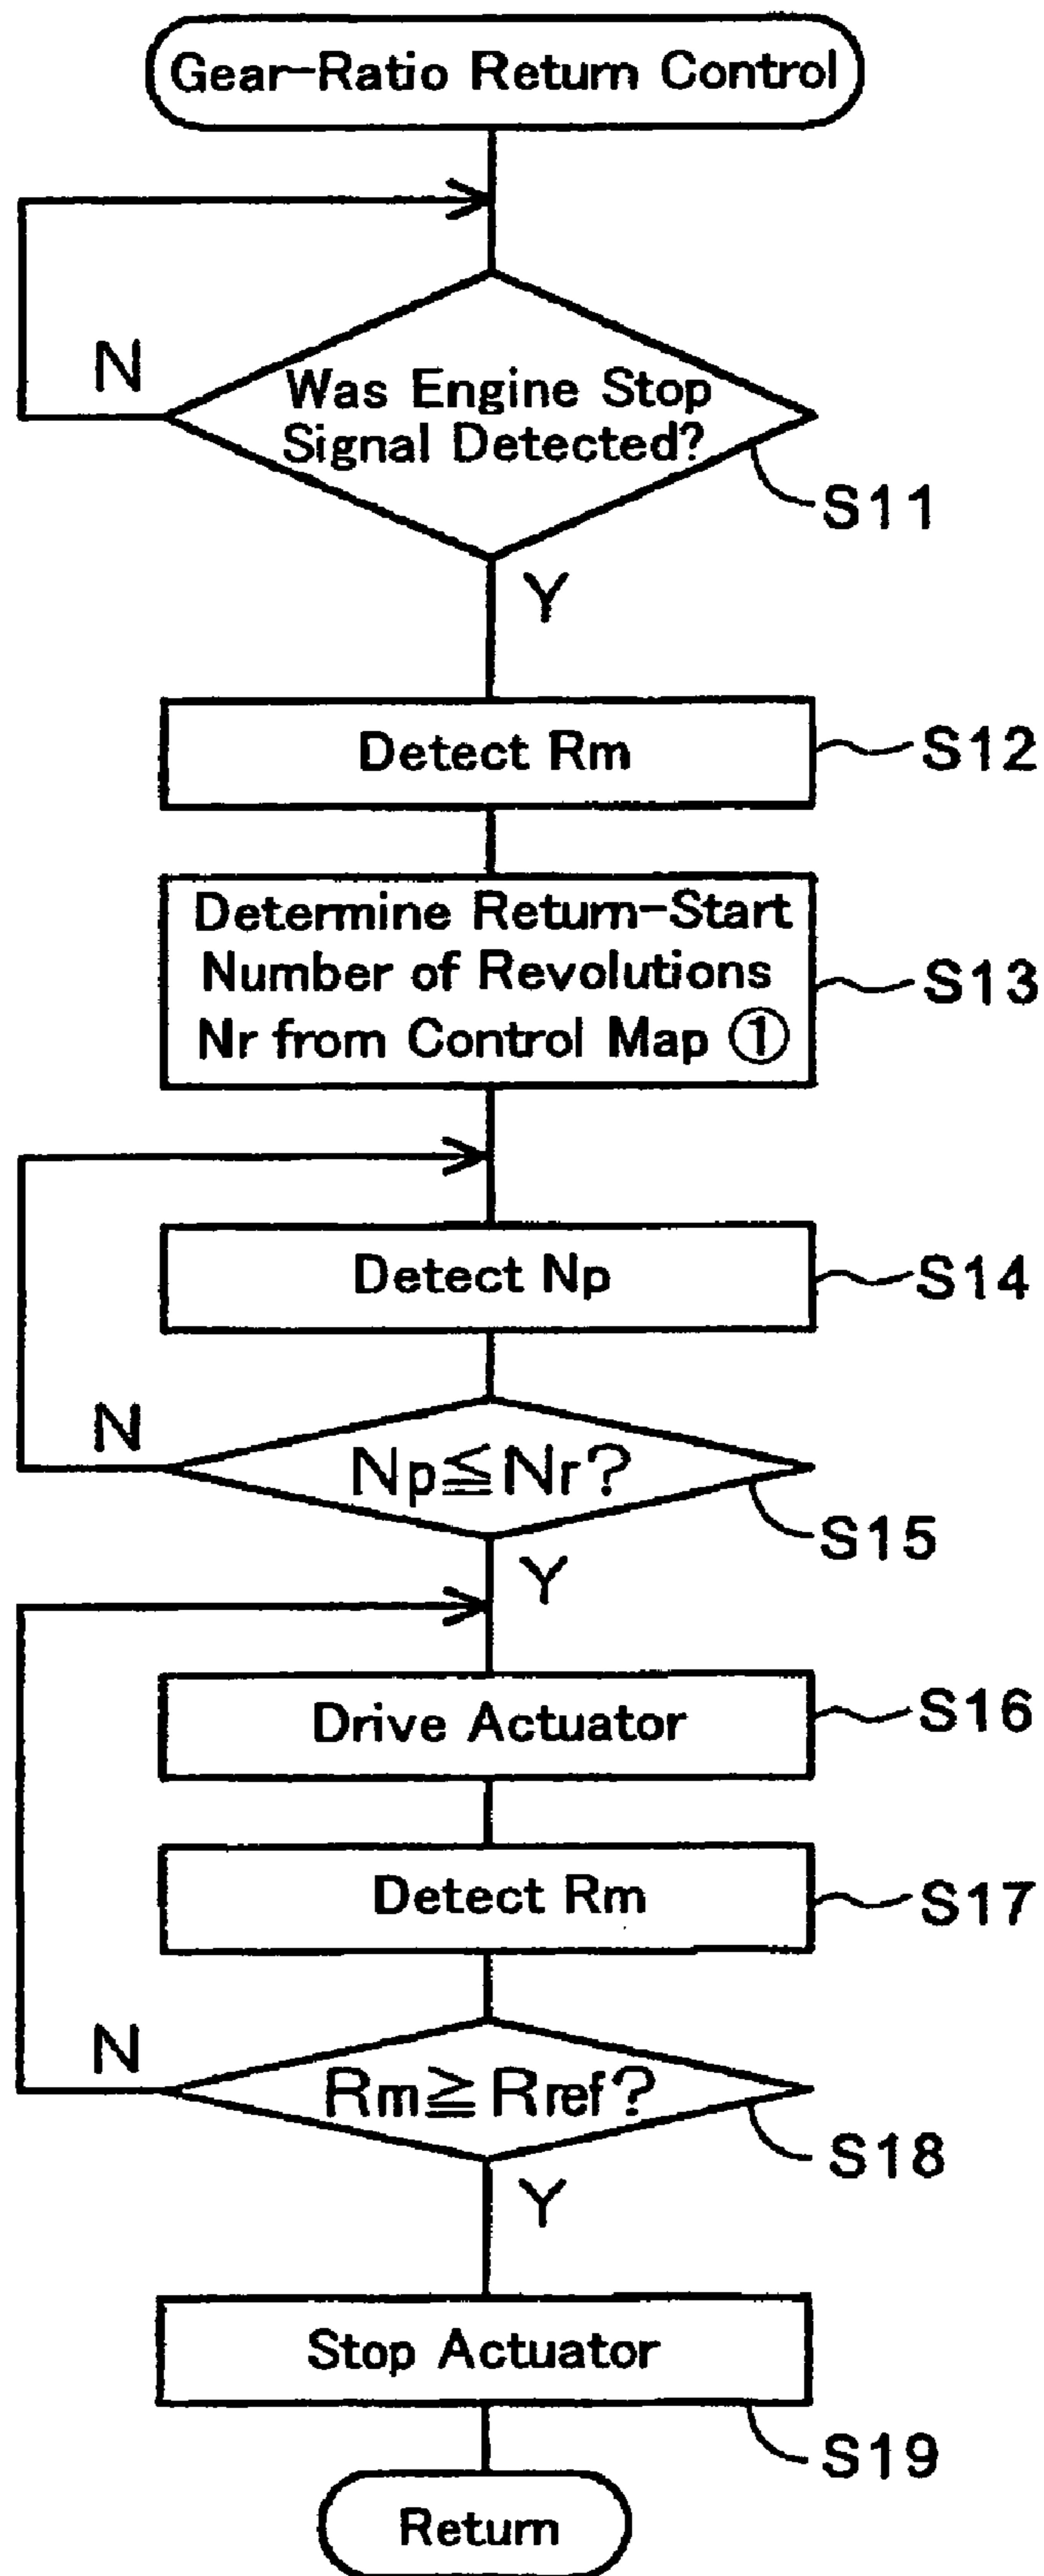 Gear-Ratio Return Control
N
Was Engine Stop
Signal Detected?
S11
Y
Detect Rm
S12
Determine Return-Start
Number of Revolutions
Nr from Control Map ①
S13
Detect Np
S14
N
Np≦Nr?
S15
Y
Drive Actuator
S16
Detect Rm
S17
N
Rm≧Rref?
S18
Y
Stop Actuator
S19
Return